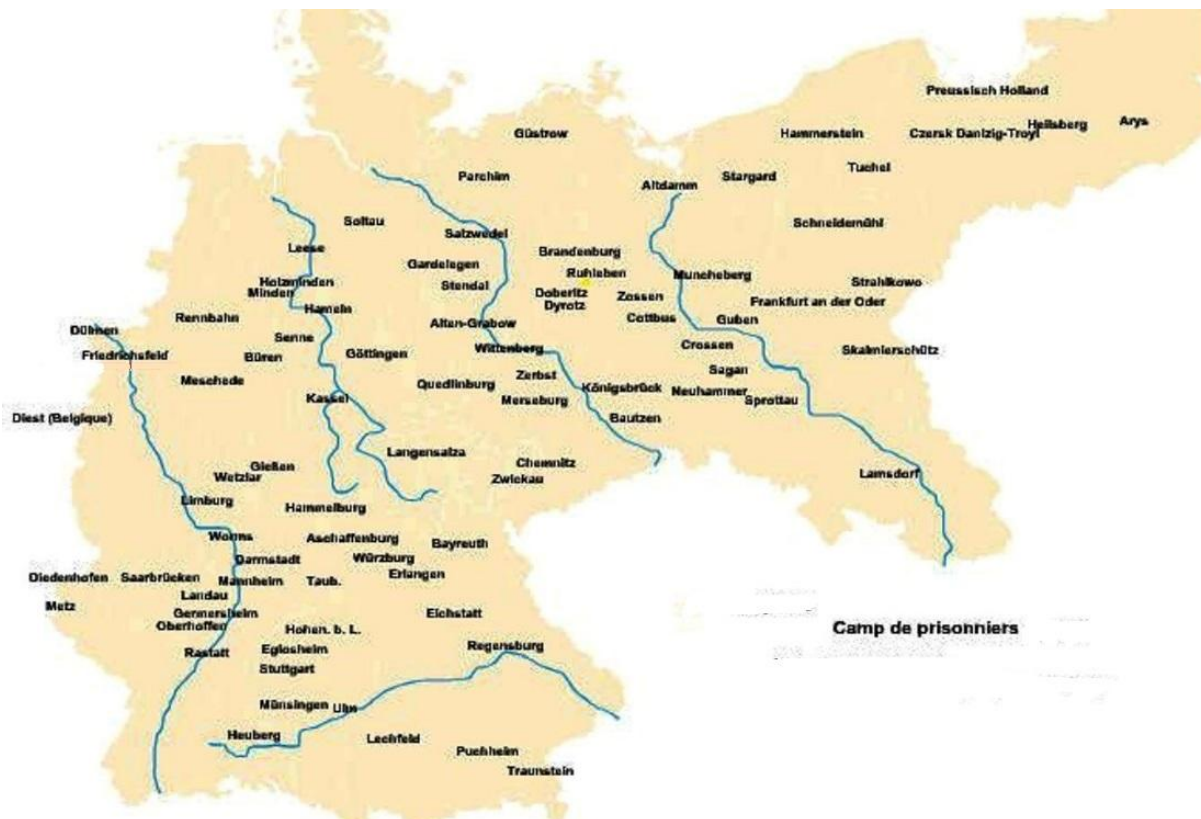 Preussisch Holland
Arys
Heilsberg
Güstrow
Hammerstein
Czersk Danizig-Troyl
Tuchel
Parchim
Stargard
Altdamm
Soltau
Schneidemühl
Salzwedel
Leese
Brandenburg
Gardelegen
Ruhleben
Muncheberg
Holzminden
Stendal
Strahlkowo
Minden
Doberitz
Zossen
Frankfurt an der Oder
Dyrotz
Hameln
Rennbahn
Cottbus
Guben
Alten-Grabow
Dülmen
Senne
Crossen
Wittenberg
Skalmierschütz
Friedrichsfeld
Büren
Göttingen
Sagan
Zerbst
Meschede
Quedlinburg
Königsbrück
Neuhammer
Kassel
Merseburg
Sprottau
Diest (Belgique)
Bautzen
Langensalza
Chemnitz
Gießen
Lamsdorf
Wetzlar
Zwickau
Limburg
Hammelburg
Worms
Aschaffenburg
Bayreuth
Darmstadt
Würzburg
Erlangen
Diedenhofen
Saarbrücken
Mannheim
Taub.
Landau
Metz
Germersheim
Eichstatt
Oberhoffen
Hohen. b. L.
Camp de prisonniers
Regensburg
Eglosheim
Rastatt
Stuttgart
Münsingen
Ulm
Heuberg
Lechfeld
Puchheim
Traunstein